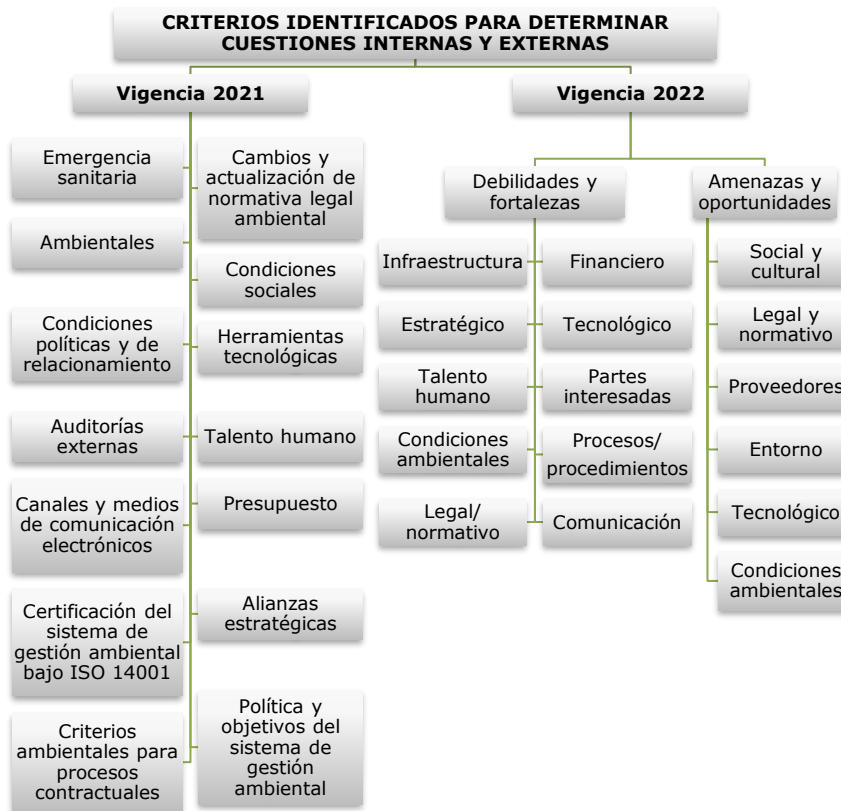 CRITERIOS IDENTIFICADOS PARA DETERMINAR
CUESTIONES INTERNAS Y EXTERNAS
Vigencia 2021
Emergencia
sanitaria
Cambios y
actualización de
normativa legal
ambiental
Ambientales
Condiciones
sociales
Condiciones
políticas y de
relacionamiento
Herramientas
tecnológicas
Auditorías
externas
Talento humano
Canales y medios
de comunicación
electrónicos
Presupuesto
Certificación del
sistema de
gestión ambiental
bajo ISO 14001
Alianzas
estratégicas
Criterios
ambientales para
procesos
contractuales
Política y
objetivos del
sistema de
gestión
ambiental
Vigencia 2022
Debilidades y
fortalezas
Infraestructura
Financiero
Estratégico
Tecnológico
Talento
humano
Partes
interesadas
Condiciones
ambientales
Procesos/
procedimientos
Legal/
normativo
Comunicación
Amenazas y
oportunidades
Social y
cultural
Legal y
normativo
Proveedores
Entorno
Tecnológico
Condiciones
ambientales